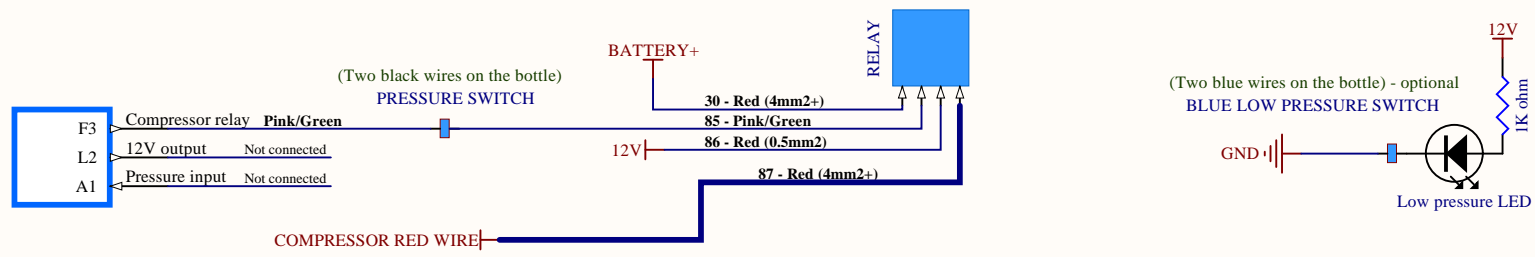 RELAY
12V
BATTERY+
(Two black wires on the bottle)
PRESSURE SWITCH
(Two blue wires on the bottle) - optional
BLUE LOW PRESSURE SWITCH
1K ohm
30 - Red (4mm2+)
F3 Compressor relay Pink/Green
85 - Pink/Green
86 - Red (0.5mm2)
12V
L2 12V output Not connected
GND
A1 Pressure input Not connected
87 - Red (4mm2+)
Low pressure LED
COMPRESSOR RED WIRE